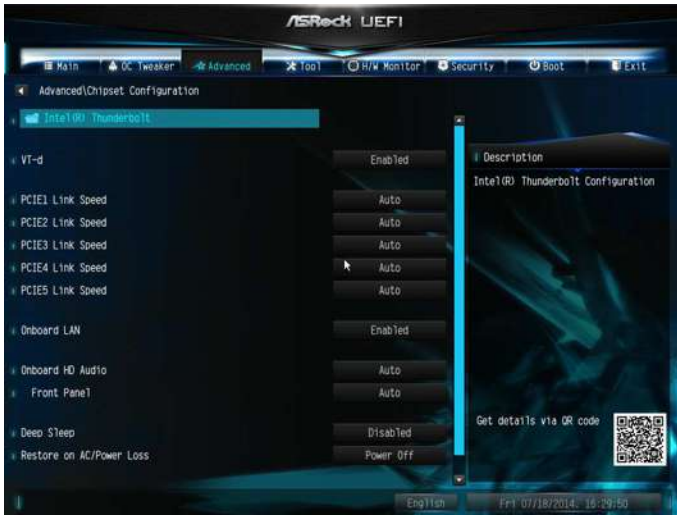 ASRock UEFI
Main OC Tweaker Advanced Tool H/W Monitor Security Boot Exit
Advanced\Chipset Configuration
Intel(R) Thunderbolt
VT-d Enabled
Description
Intel(R) Thunderbolt Configuration
PCIE1 Link Speed Auto
PCIE2 Link Speed Auto
PCIE3 Link Speed Auto
PCIE4 Link Speed Auto
PCIE5 Link Speed Auto
Onboard LAN Enabled
Onboard HD Audio Auto
Front Panel Auto
Deep Sleep Disabled
Restore on AC/Power Loss Power Off
Get details via QR code
English Fri 07/18/2014. 16:29:50